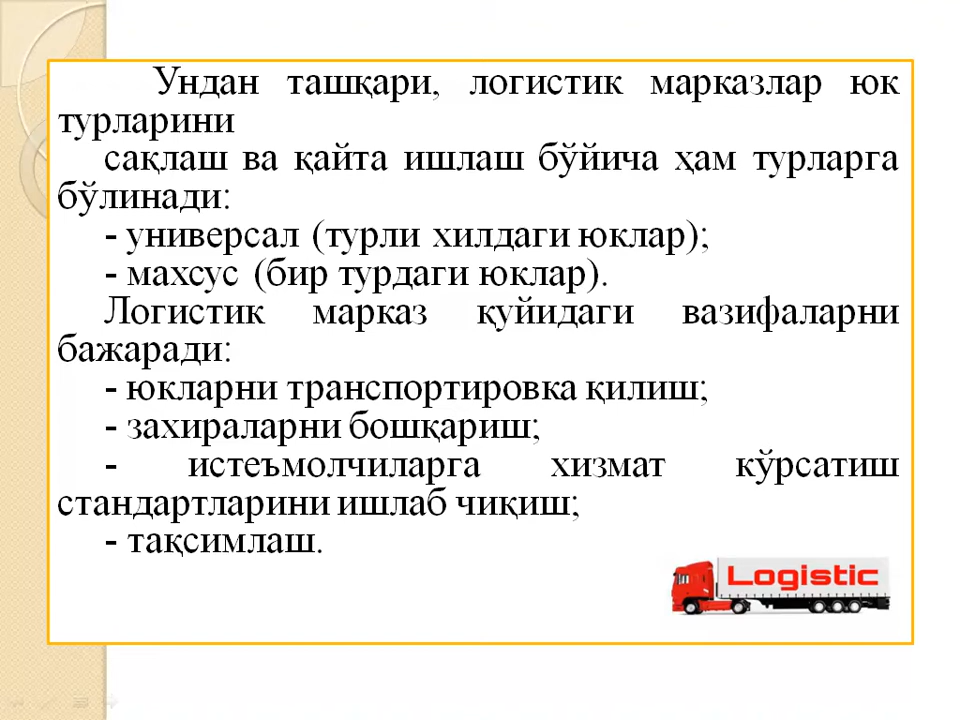 Ундан ташқари, логистик марказлар юк
турларини
сақлаш ва қайта ишлаш бўйича ҳам турларга
бўлинади:
- универсал (турли хилдаги юклар);
- махсус (бир турдаги юклар).
Логистик марказ қуйидаги вазифаларни
бажаради:
- юкларни транспортировка қилиш;
- захираларни бошқариш;
- истеъмолчиларга хизмат кўрсатиш
стандартларини ишлаб чиқиш;
- тақсимлаш.
Logistic